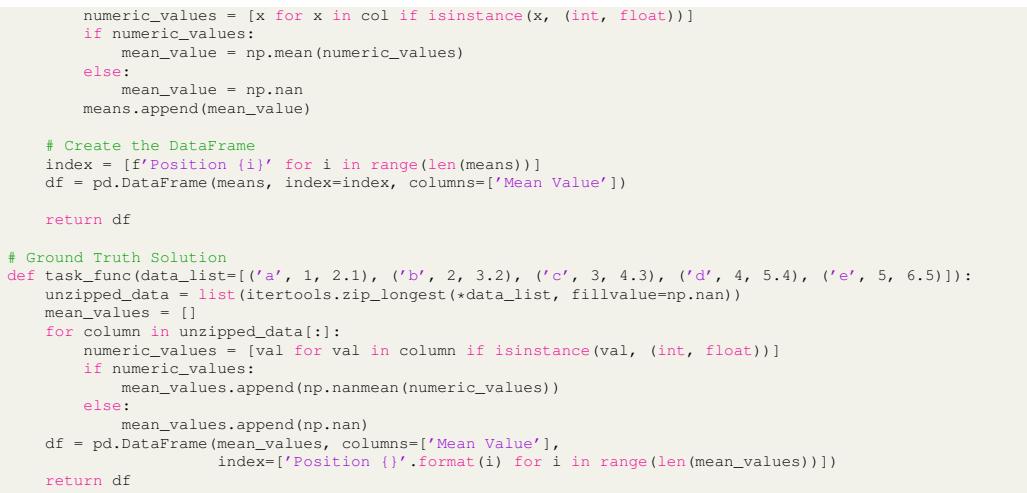 numeric_values = [x for x in col if isinstance(x, (int, float))]
        if numeric_values:
            mean_value = np.mean(numeric_values)
        else:
            mean_value = np.nan
        means.append(mean_value)

    # Create the DataFrame
    index = [f'Position {i}' for i in range(len(means))]
    df = pd.DataFrame(means, index=index, columns=['Mean Value'])

    return df

# Ground Truth Solution
def task_func(data_list=[('a', 1, 2.1), ('b', 2, 3.2), ('c', 3, 4.3), ('d', 4, 5.4), ('e', 5, 6.5)]):
    unzipped_data = list(itertools.zip_longest(*data_list, fillvalue=np.nan))
    mean_values = []
    for column in unzipped_data[:]:
        numeric_values = [val for val in column if isinstance(val, (int, float))]
        if numeric_values:
            mean_values.append(np.nanmean(numeric_values))
        else:
            mean_values.append(np.nan)
    df = pd.DataFrame(mean_values, columns=['Mean Value'],
                      index=['Position {}'.format(i) for i in range(len(mean_values))])
    return df